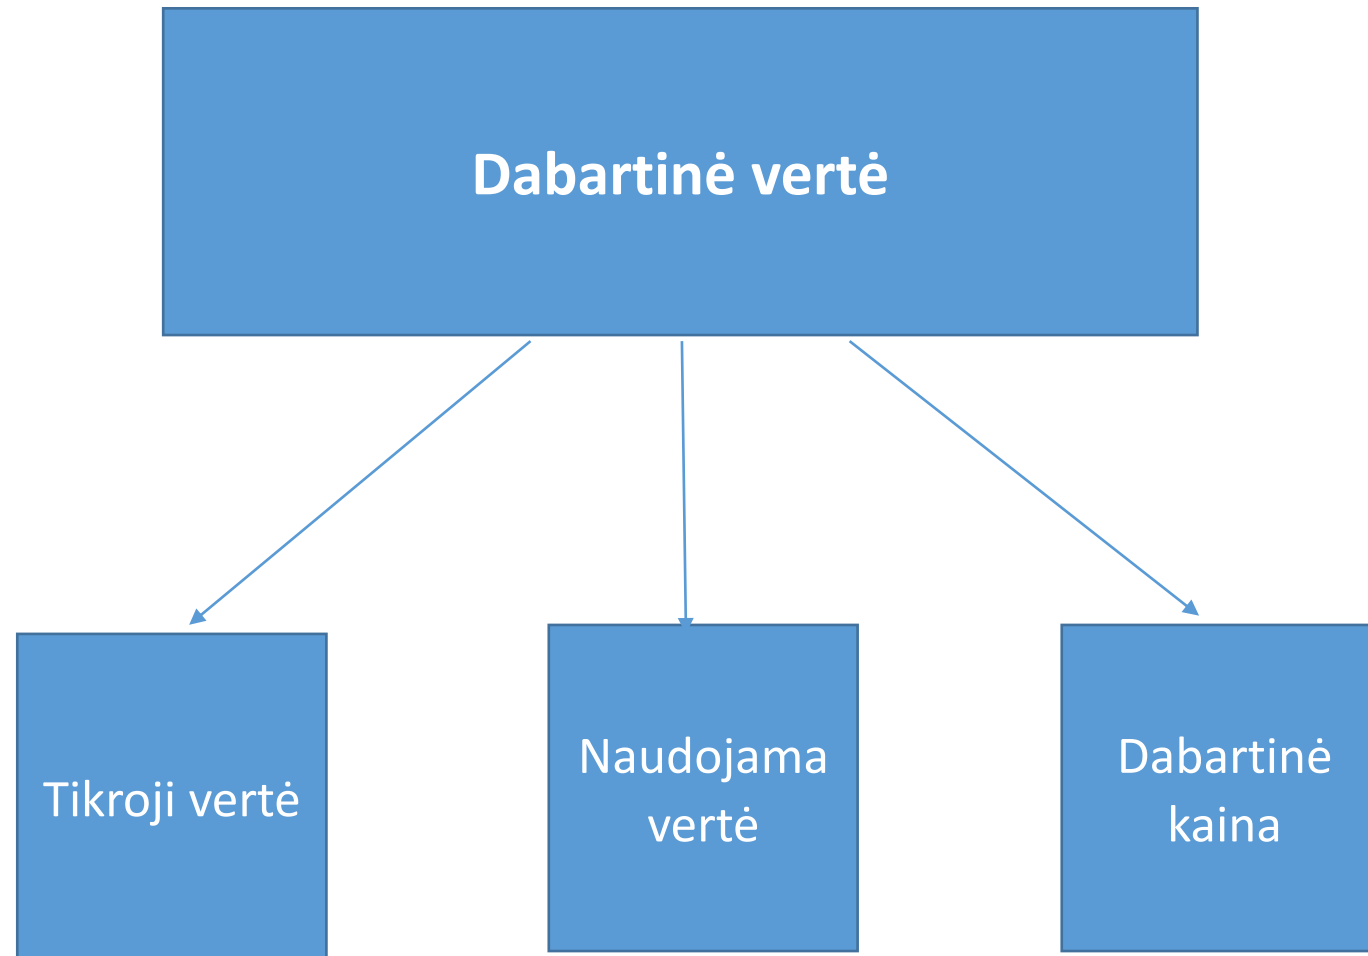 Dabartinė vertė
Tikroji vertė
Naudojama
vertė
Dabartinė
kaina